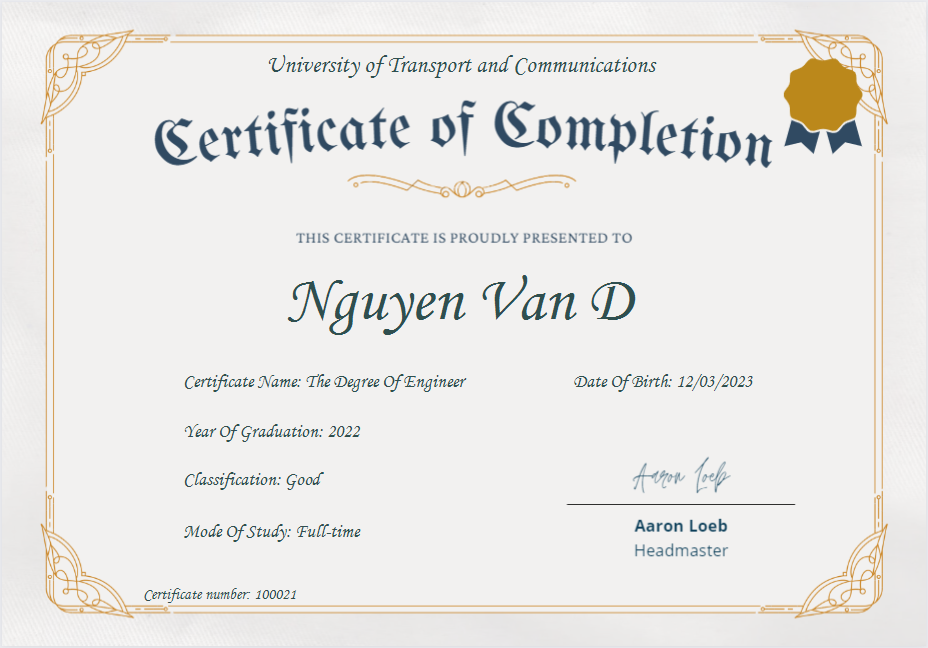 University of Transport and Communications
Certificate of Completion
THIS CERTIFICATE IS PROUDLY PRESENTED TO
Nguyen Van D
Certificate Name: The Degree Of Engineer
Date Of Birth: 12/03/2023
Year Of Graduation: 2022
Classification: Good
Aaron Loeb
Mode Of Study: Full-time
Aaron Loeb
Headmaster
Certificate number: 100021